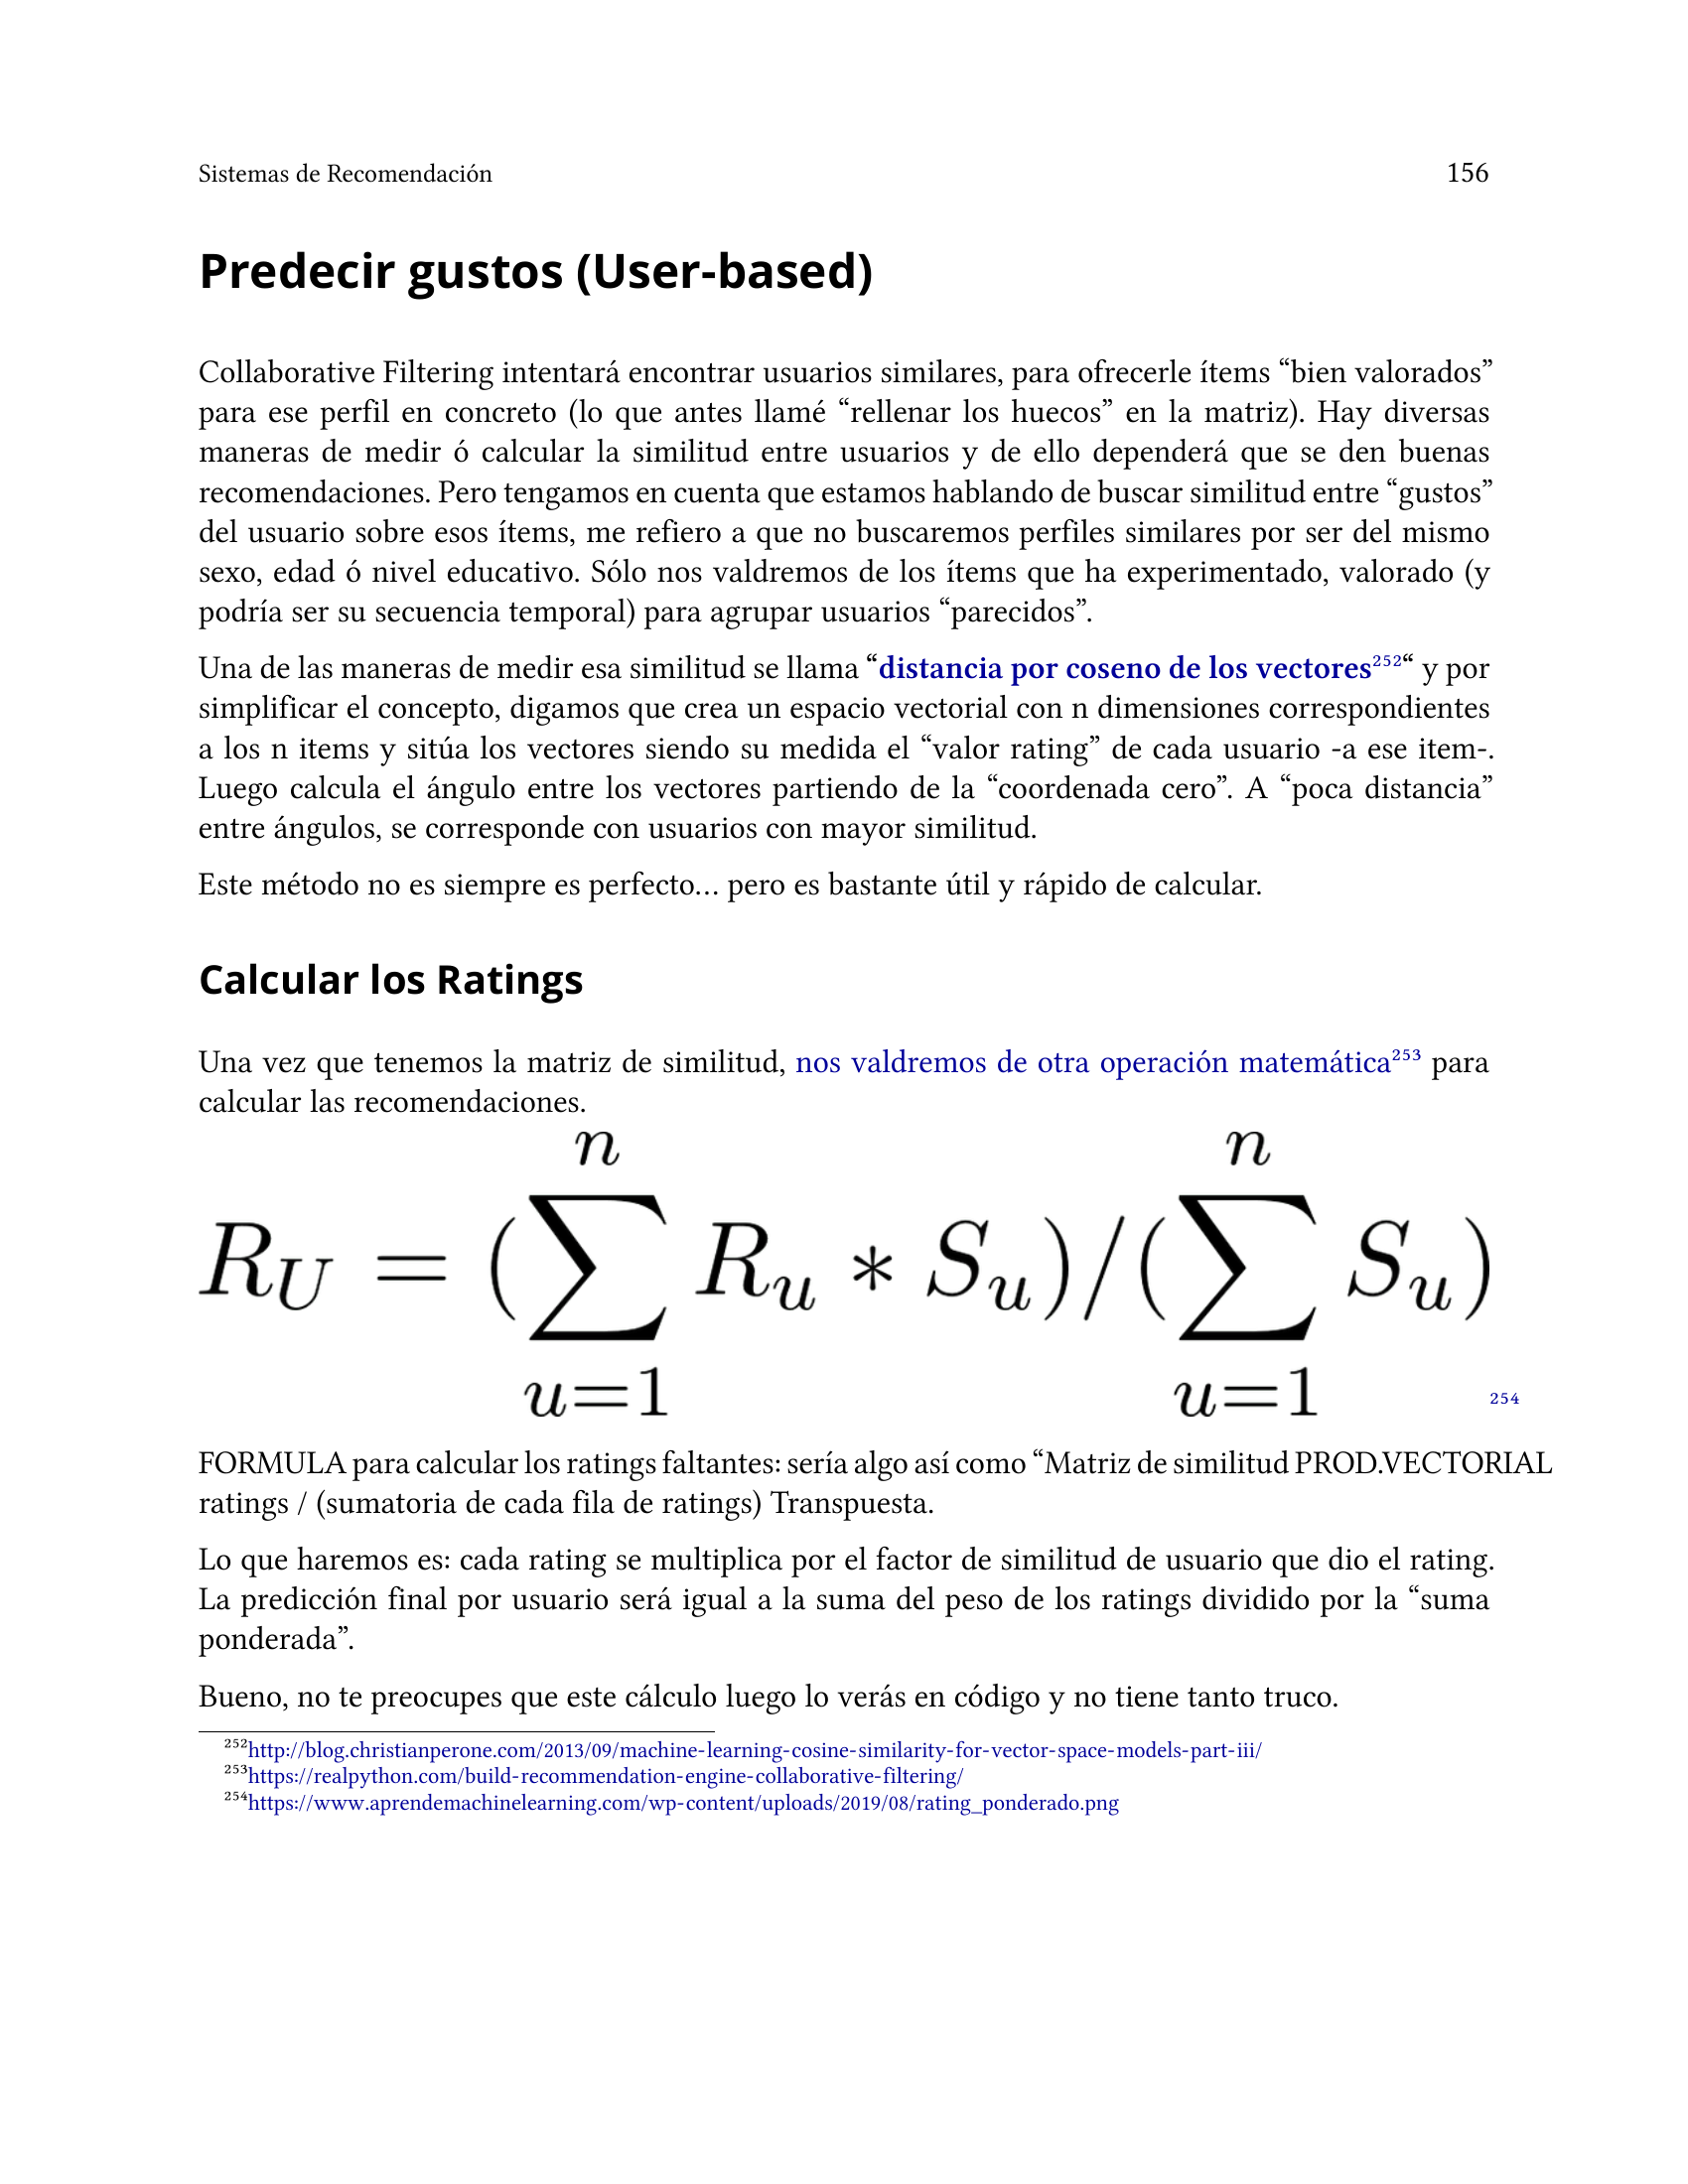 Sistemas de Recomendación 156
Predecir gustos (User-based)
Collaborative Filtering intentará encontrar usuarios similares, para ofrecerle ítems “bien valorados”
para ese perfil en concreto (lo que antes llamé “rellenar los huecos” en la matriz). Hay diversas
maneras de medir ó calcular la similitud entre usuarios y de ello dependerá que se den buenas
recomendaciones. Pero tengamos en cuenta que estamos hablando de buscar similitud entre “gustos”
del usuario sobre esos ítems, me refiero a que no buscaremos perfiles similares por ser del mismo
sexo, edad ó nivel educativo. Sólo nos valdremos de los ítems que ha experimentado, valorado (y
podría ser su secuencia temporal) para agrupar usuarios “parecidos”.
Una de las maneras de medir esa similitud se llama “distancia por coseno de los vectores²⁵²“ y por
simplificar el concepto, digamos que crea un espacio vectorial con n dimensiones correspondientes
a los n items y sitúa los vectores siendo su medida el “valor rating” de cada usuario -a ese item-.
Luego calcula el ángulo entre los vectores partiendo de la “coordenada cero”. A “poca distancia”
entre ángulos, se corresponde con usuarios con mayor similitud.
Este método no es siempre es perfecto… pero es bastante útil y rápido de calcular.
Calcular los Ratings
Una vez que tenemos la matriz de similitud, nos valdremos de otra operación matemática²⁵³ para
calcular las recomendaciones.
n n
R_U = (∑ R_u * S_u)/(∑ S_u)
u=1 u=1 ²⁵⁴
FORMULA para calcular los ratings faltantes: sería algo así como “Matriz de similitud PROD.VECTORIAL
ratings / (sumatoria de cada fila de ratings) Transpuesta.
Lo que haremos es: cada rating se multiplica por el factor de similitud de usuario que dio el rating.
La predicción final por usuario será igual a la suma del peso de los ratings dividido por la “suma
ponderada”.
Bueno, no te preocupes que este cálculo luego lo verás en código y no tiene tanto truco.
²⁵²http://blog.christianperone.com/2013/09/machine-learning-cosine-similarity-for-vector-space-models-part-iii/
²⁵³https://realpython.com/build-recommendation-engine-collaborative-filtering/
²⁵⁴https://www.aprendemachinelearning.com/wp-content/uploads/2019/08/rating_ponderado.png